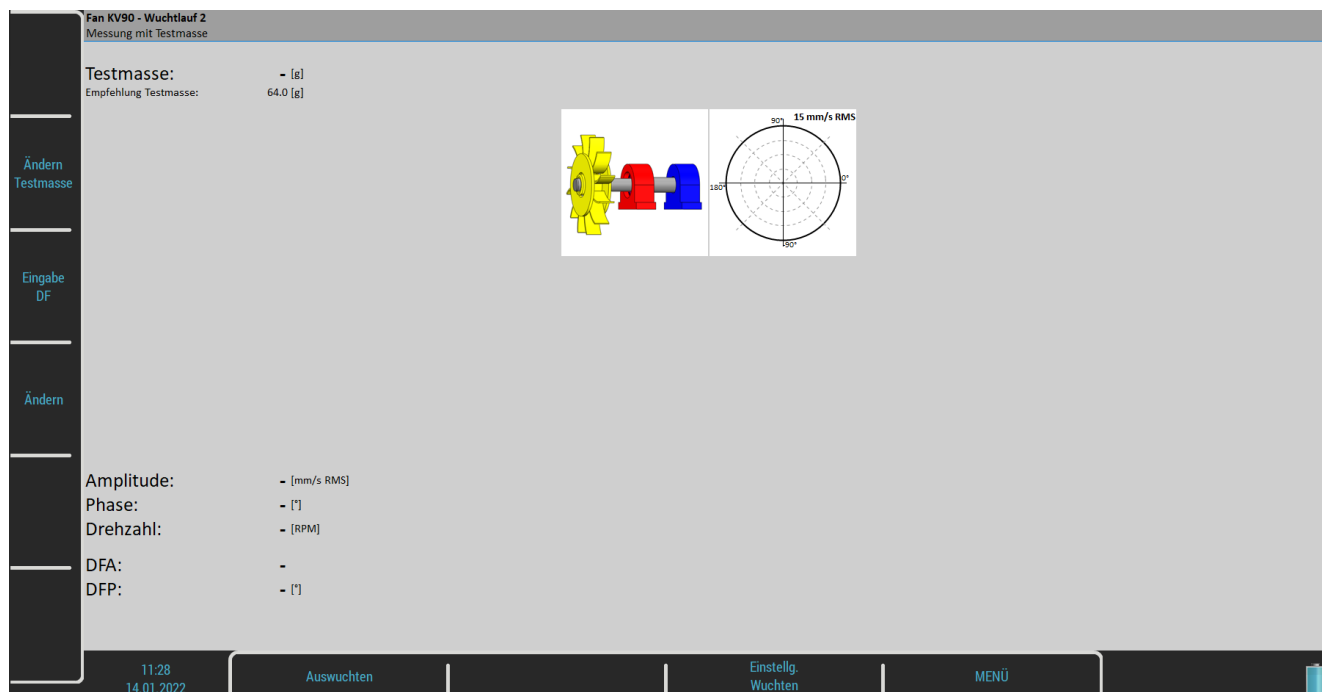 Fan KV90 - Wuchtlauf 2
Messung mit Testmasse
Testmasse: - [g]
Empfehlung Testmasse: 64.0 [g]
15 mm/s RMS
90°
180°
0°
-90°
Ändern
Testmasse
Eingabe
DF
Ändern
Amplitude: - [mm/s RMS]
Phase: - [°]
Drehzahl: - [RPM]
DFA: -
DFP: - [°]
11:28
14.01.2022
Auswuchten
Einstellg.
Wuchten
MENÜ